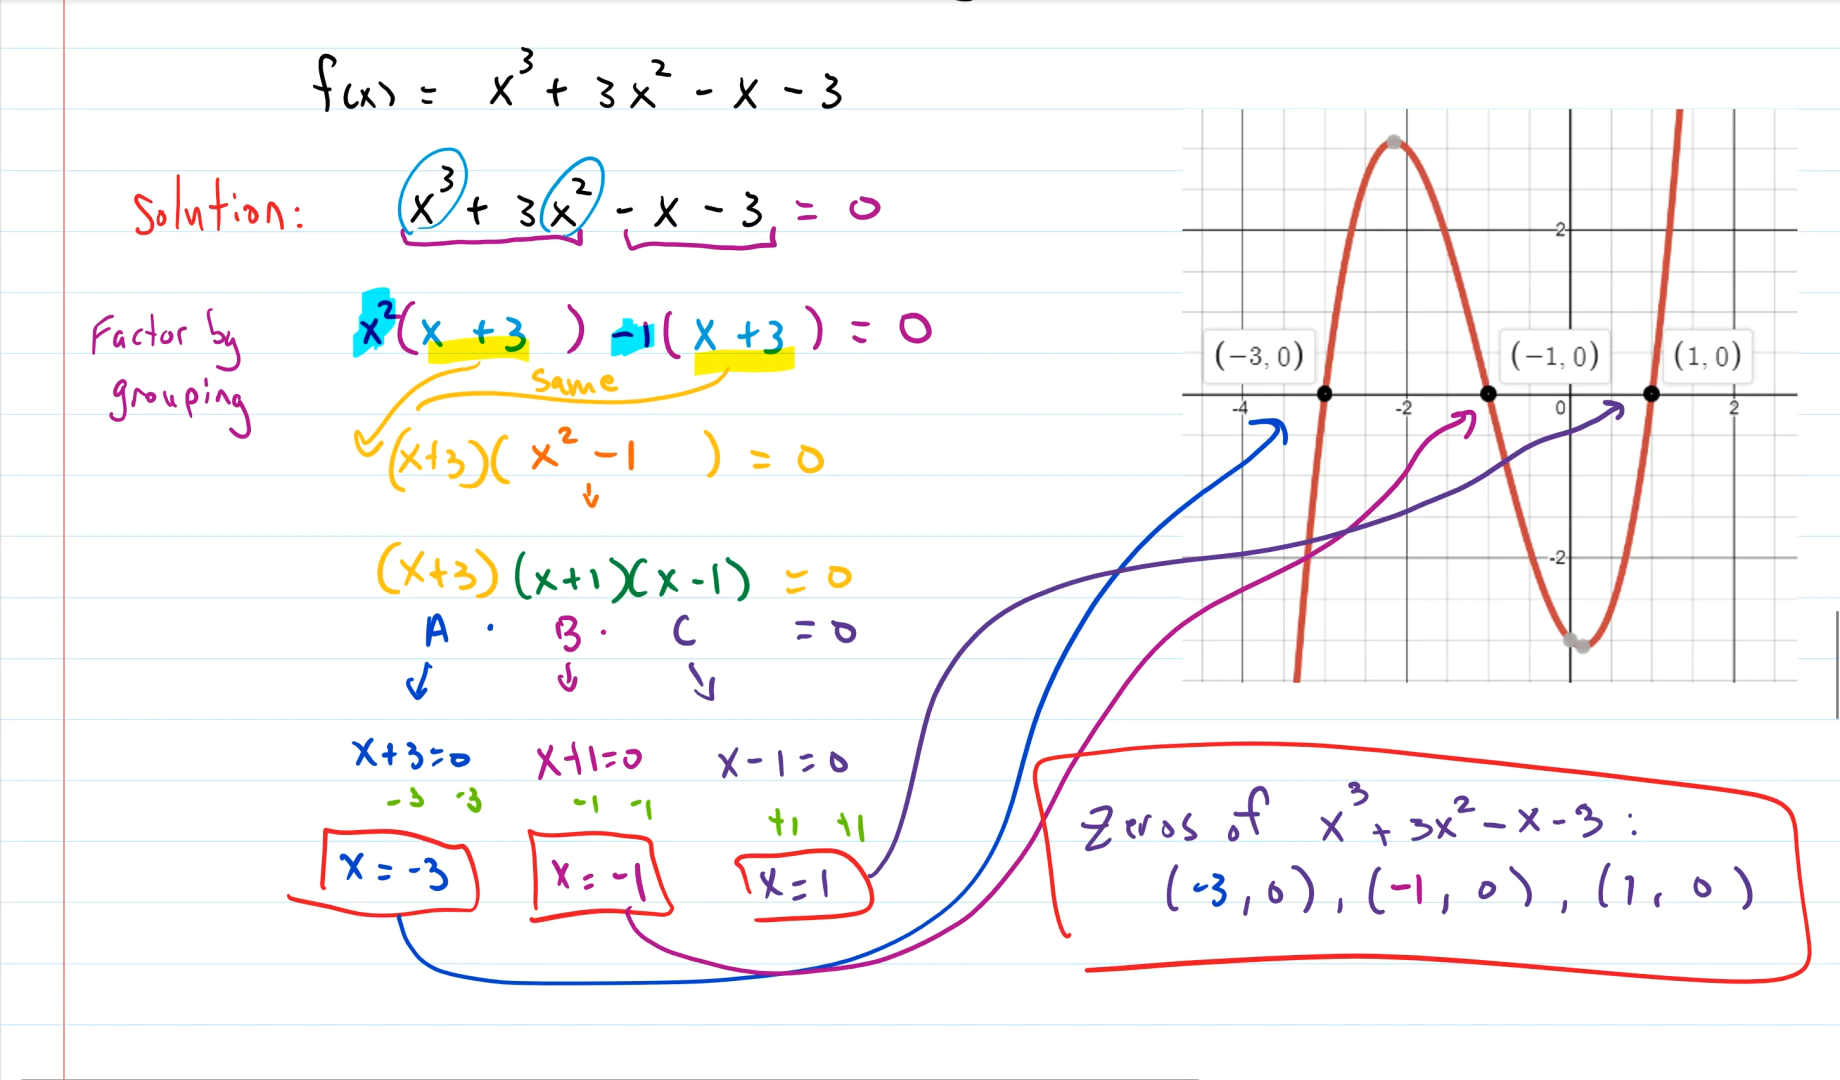 f(x) = x³ + 3x² - x - 3
Solution: x³ + 3x² - x - 3 = 0
Factor by grouping
x²(x + 3) -1(x + 3) = 0
same
(x+3)(x² - 1) = 0
(x+3)(x+1)(x-1) = 0
A · B · C = 0
x+3=0 x+1=0 x-1=0
-3 -3 -1 -1 +1 +1
x = -3 x = -1 x = 1
2
(-3, 0) (-1, 0) (1, 0)
-4 -2 0 2
-2
Zeros of x³ + 3x² - x - 3 :
(-3, 0), (-1, 0), (1, 0)